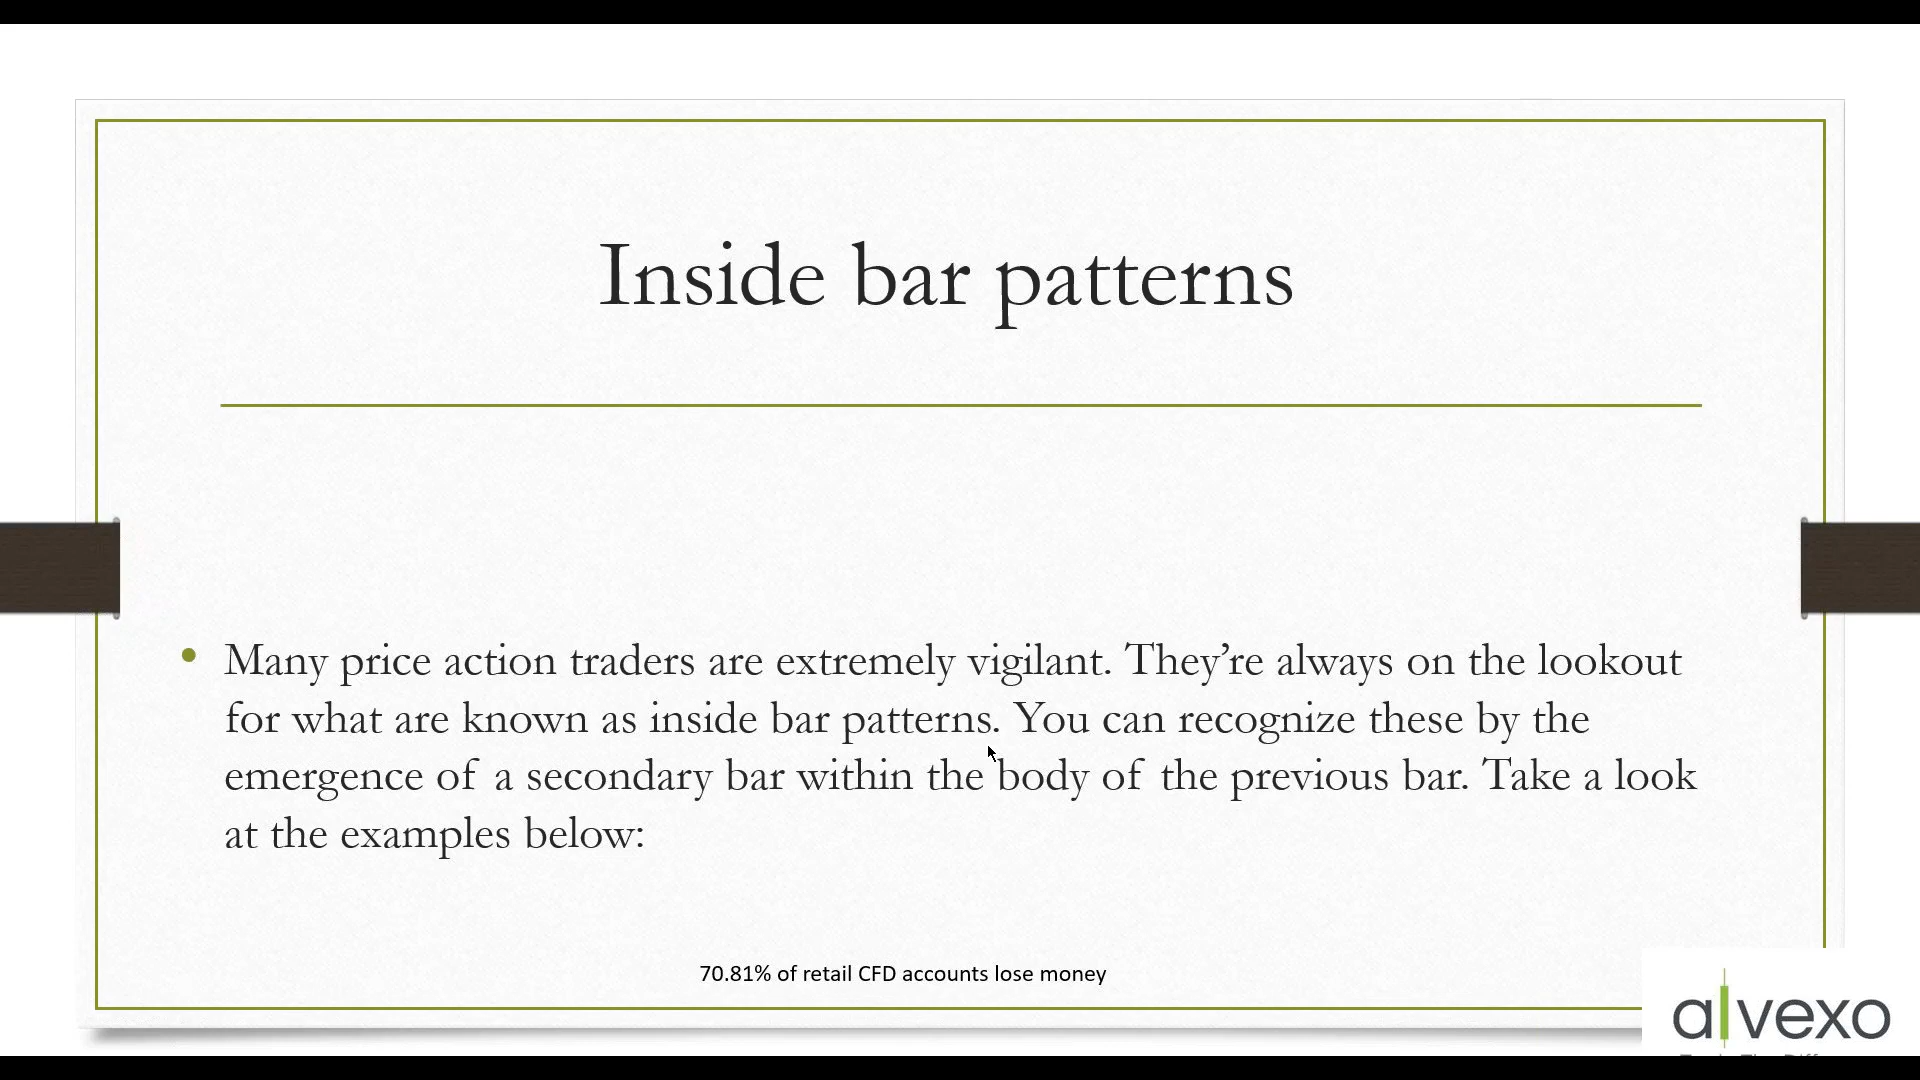 Inside bar patterns
• Many price action traders are extremely vigilant. They’re always on the lookout
for what are known as inside bar patterns. You can recognize these by the
emergence of a secondary bar within the body of the previous bar. Take a look
at the examples below:
70.81% of retail CFD accounts lose money
alvexo